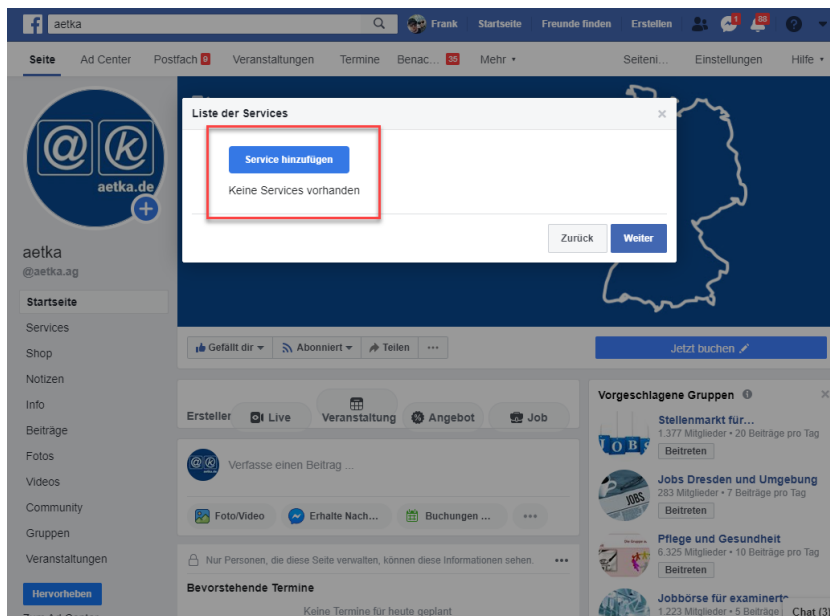 aetka
Frank Startseite Freunde finden Erstellen 1 88
Seite Ad Center Postfach 9 Veranstaltungen Termine Benac... 35 Mehr Seiteni... Einstellungen Hilfe
Liste der Services
Service hinzufügen
Keine Services vorhanden
Zurück Weiter
@ k
aetka.de
aetka
@aetka.ag
Startseite
Services
Shop
Notizen
Info
Beiträge
Fotos
Videos
Community
Gruppen
Veranstaltungen
Hervorheben
Gefällt dir Abonniert Teilen ...
Jetzt buchen
Live Veranstaltung Angebot Job
Verfasse einen Beitrag ...
Foto/Video Erhalte Nach... Buchungen ... ...
Nur Personen, die diese Seite verwalten, können diese Informationen sehen. ...
Bevorstehende Termine
Keine Termine für heute geplant
Vorgeschlagene Gruppen
JOBS
Stellenmarkt für...
1.377 Mitglieder • 20 Beiträge pro Tag
Beitreten
JOBS
Jobs Dresden und Umgebung
283 Mitglieder • 7 Beiträge pro Tag
Beitreten
Pflege und Gesundheit
6.325 Mitglieder • 10 Beiträge pro Tag
Beitreten
Jobbörse für
1.223 Mitglieder • 5 Beiträge
Chat (3)